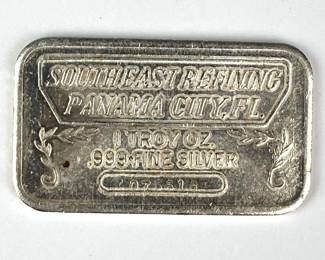 SOUTHEAST REFINING
PANAMA CITY, FL.
1 TROY OZ.
.999+FINE SILVER